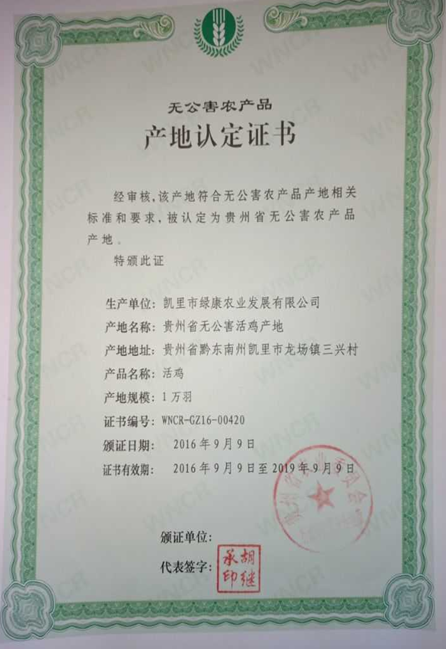 无公害农产品
产地认定证书
经审核，该产地符合无公害农产品产地相关
标准和要求，被认定为贵州省无公害农产品
产地．
特颁此证
生产单位：凯里市绿康农业发展有限公司
产地名称：贵州省无公害活鸡产地
产地地址：贵州省黔东南州凯里市龙场镇三兴村
产品名称：活鸡
产地规模：1万羽
证书编号：WNCR-GZ16-00420
颁证日期：2016年9月9日
证书有效期：2016年9月9日至2019年9月9日
颁证单位：
代表签字：
胡继承印
WNCR